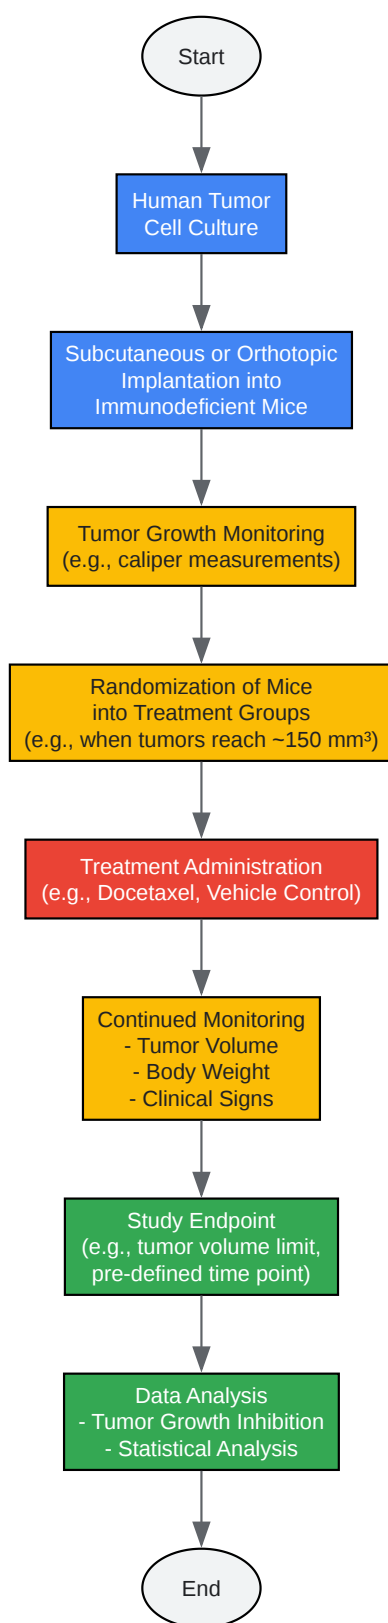 Start
Human Tumor
Cell Culture
Subcutaneous or Orthotopic
Implantation into
Immunodeficient Mice
Tumor Growth Monitoring
(e.g., caliper measurements)
Randomization of Mice
into Treatment Groups
(e.g., when tumors reach ~150 mm³)
Treatment Administration
(e.g., Docetaxel, Vehicle Control)
Continued Monitoring
- Tumor Volume
- Body Weight
- Clinical Signs
Study Endpoint
(e.g., tumor volume limit,
pre-defined time point)
Data Analysis
- Tumor Growth Inhibition
- Statistical Analysis
End